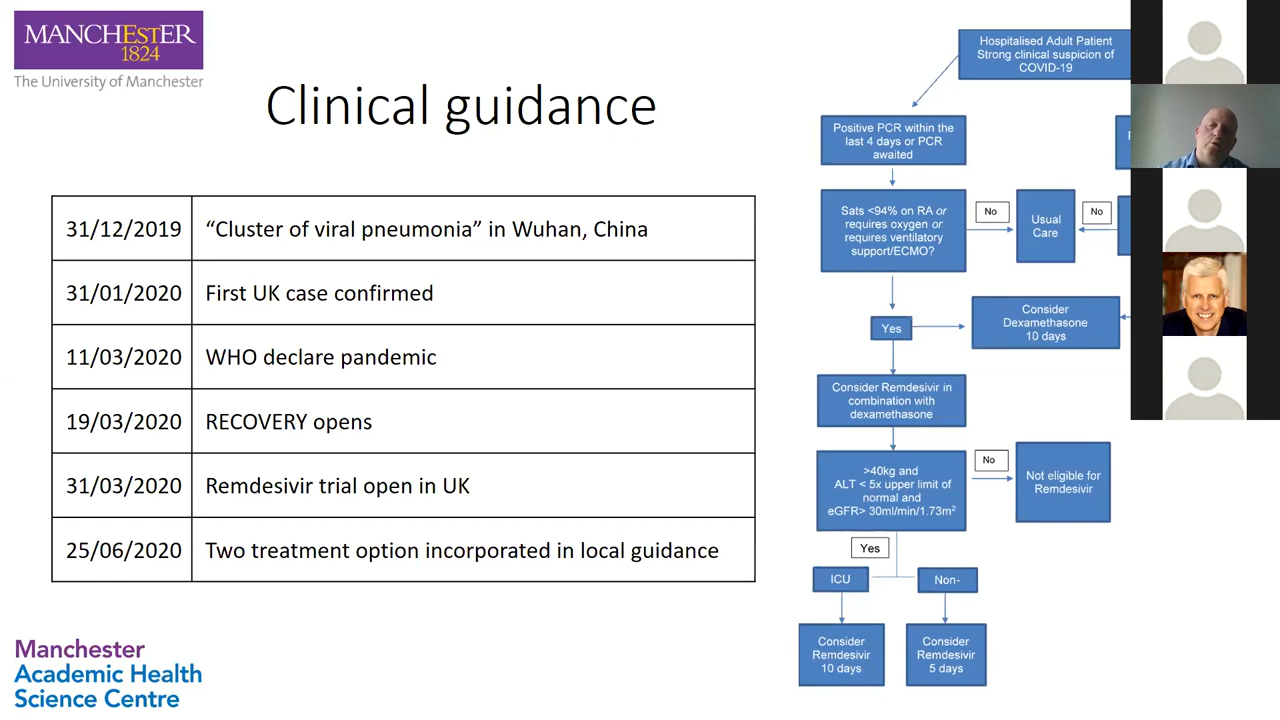 MANCHESTER
1824
The University of Manchester
Clinical guidance
31/12/2019 “Cluster of viral pneumonia” in Wuhan, China
31/01/2020 First UK case confirmed
11/03/2020 WHO declare pandemic
19/03/2020 RECOVERY opens
31/03/2020 Remdesivir trial open in UK
25/06/2020 Two treatment option incorporated in local guidance
Manchester
Academic Health
Science Centre
Hospitalised Adult Patient
Strong clinical suspicion of
COVID-19
Positive PCR within the
last 4 days or PCR
awaited
Sats <94% on RA or
requires oxygen or
requires ventilatory
support/ECMO?
No
Usual
Care
No
Yes
Consider
Dexamethasone
10 days
Consider Remdesivir in
combination with
dexamethasone
>40kg and
ALT < 5x upper limit of
normal and
eGFR> 30ml/min/1.73m²
No
Not eligible for
Remdesivir
Yes
ICU
Non-
Consider
Remdesivir
10 days
Consider
Remdesivir
5 days